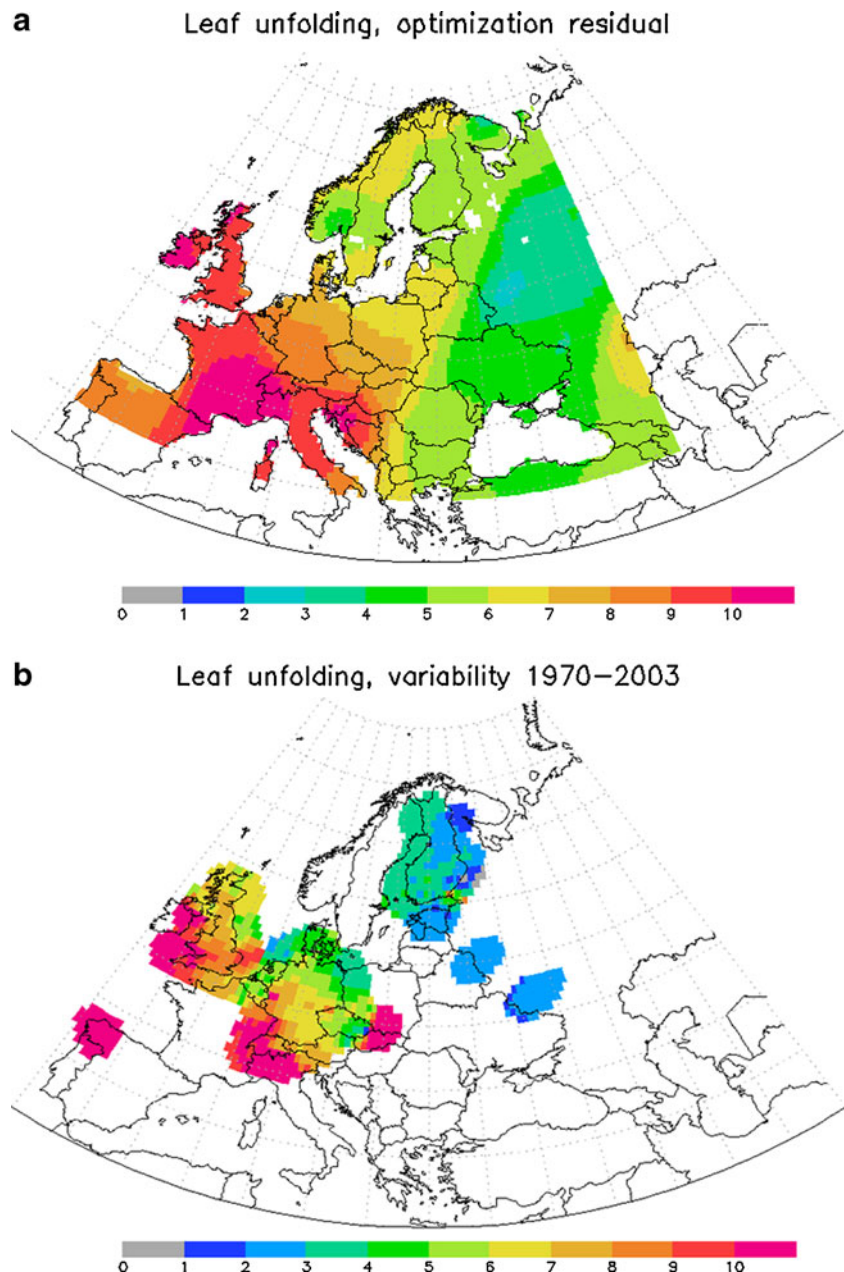 a
Leaf unfolding, optimization residual
0 1 2 3 4 5 6 7 8 9 10
b
Leaf unfolding, variability 1970–2003
0 1 2 3 4 5 6 7 8 9 10